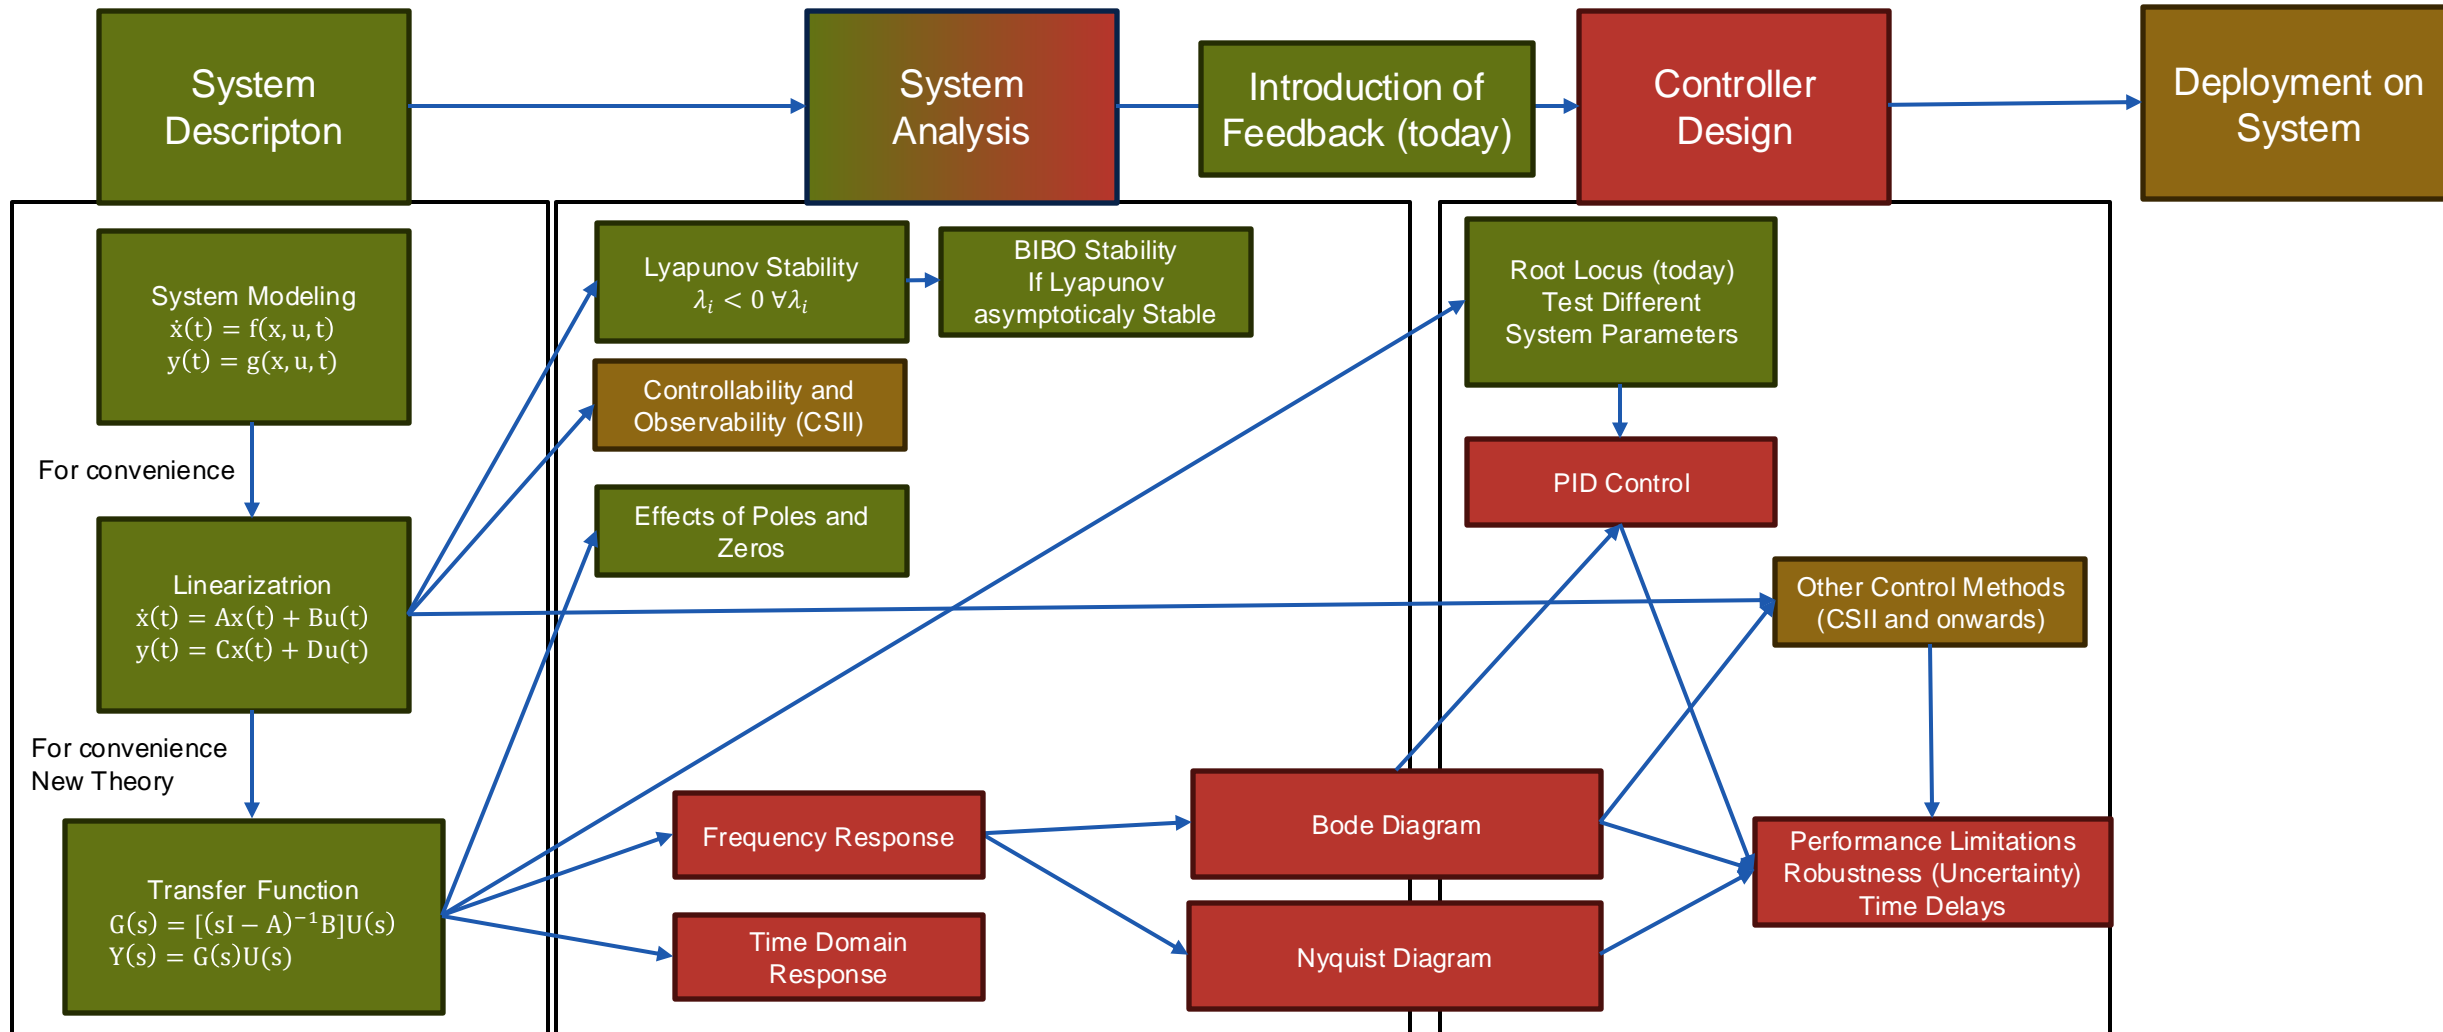 System
Descripton
System
Analysis
Introduction of
Feedback (today)
Controller
Design
Deployment on
System
System Modeling
ẋ(t) = f(x, u, t)
y(t) = g(x, u, t)
For convenience
Linearizatrion
ẋ(t) = Ax(t) + Bu(t)
y(t) = Cx(t) + Du(t)
For convenience
New Theory
Transfer Function
G(s) = [(sI − A)⁻¹B]U(s)
Y(s) = G(s)U(s)
Lyapunov Stability
λᵢ < 0 ∀λᵢ
BIBO Stability
If Lyapunov
asymptoticaly Stable
Controllability and
Observability (CSII)
Effects of Poles and
Zeros
Frequency Response
Time Domain
Response
Bode Diagram
Nyquist Diagram
Root Locus (today)
Test Different
System Parameters
PID Control
Other Control Methods
(CSII and onwards)
Performance Limitations
Robustness (Uncertainty)
Time Delays